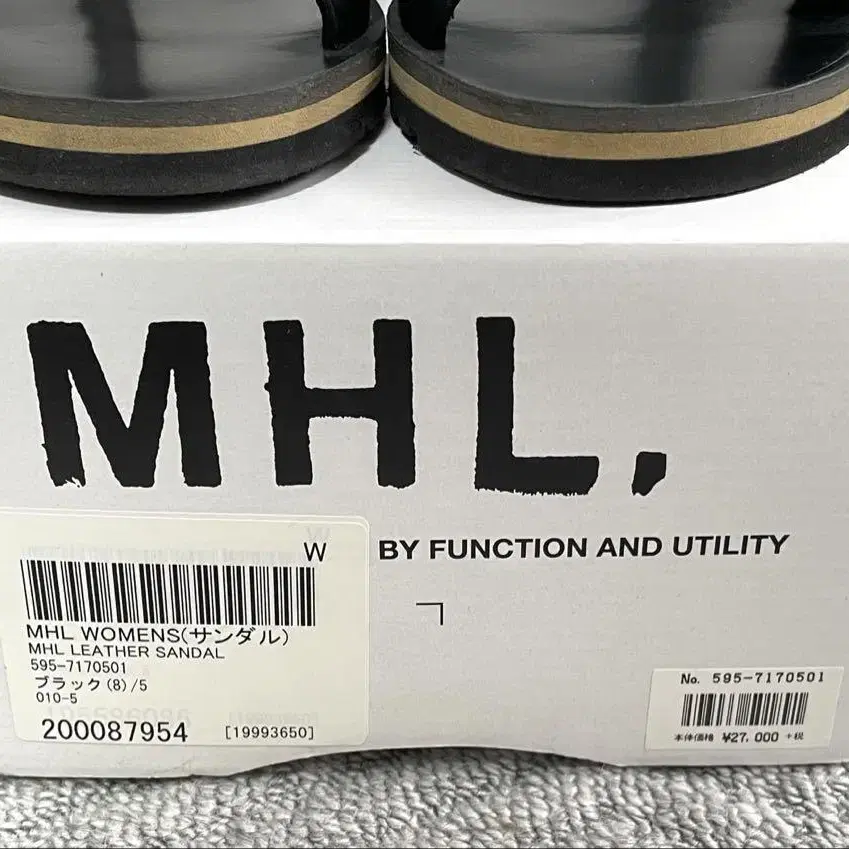 MHL.
BY FUNCTION AND UTILITY
W
MHL WOMENS(サンダル)
MHL LEATHER SANDAL
595-7170501
ブラック(8)/5
010-5
200087954 [19993650]
No. 595-7170501
本体価格 ¥27,000 +税